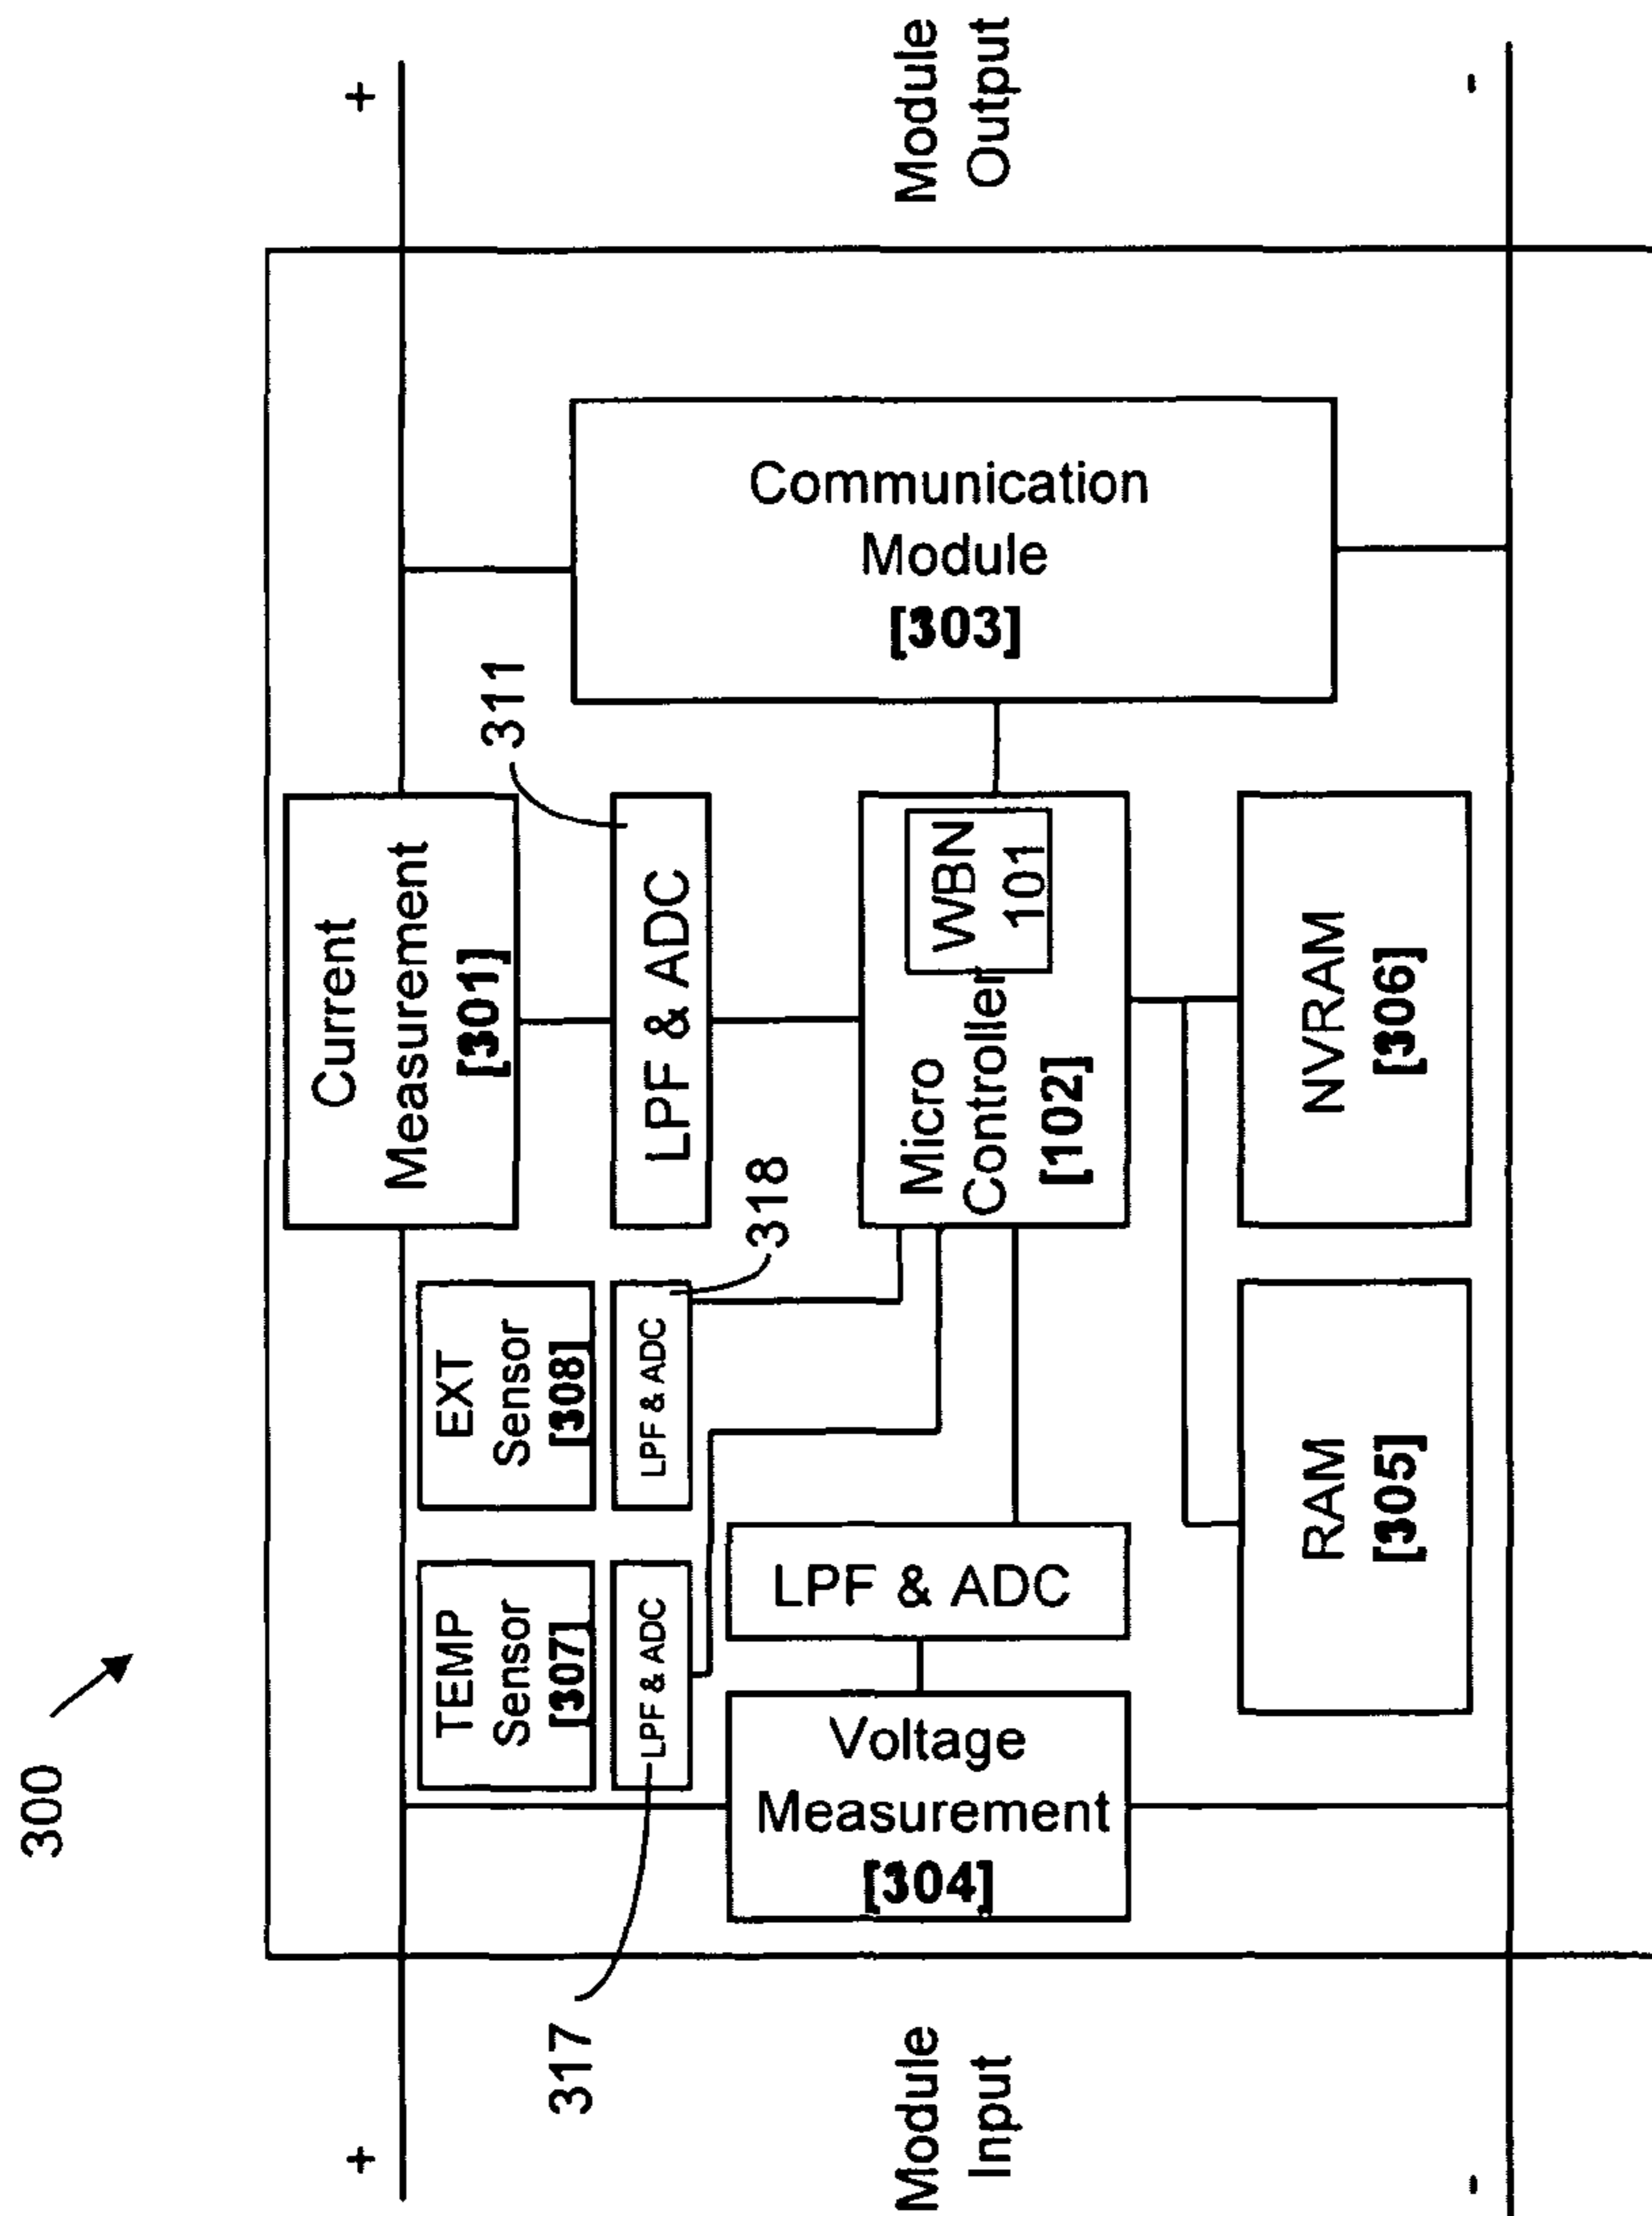 300
+
+
Current
Measurement
[301]
TEMP
Sensor
[307]
EXT
Sensor
[308]
311
317
LPF & ADC
LPF & ADC
318
LPF & ADC
Module
Input
Voltage
Measurement
[304]
LPF & ADC
Micro
Controller
[102]
WBN
101
Communication
Module
[303]
Module
Output
RAM
[305]
NVRAM
[306]
-
-